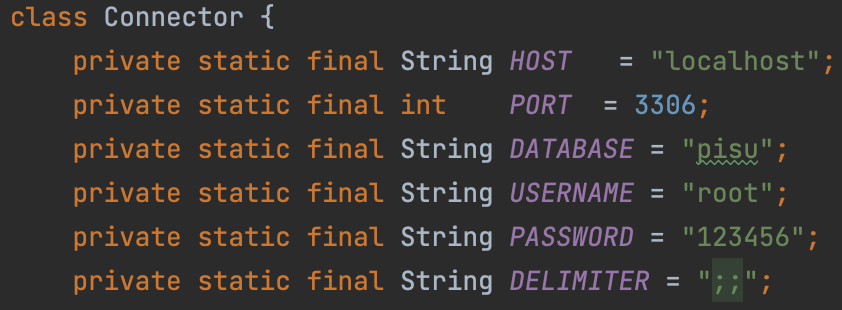 class Connector {
    private static final String HOST   = "localhost";
    private static final int    PORT  = 3306;
    private static final String DATABASE = "pisu";
    private static final String USERNAME = "root";
    private static final String PASSWORD = "123456";
    private static final String DELIMITER = ";;";